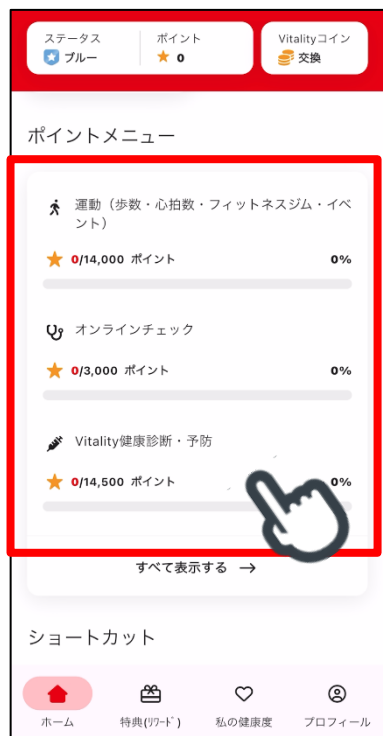 ステータス
ブルー
ポイント
0
Vitalityコイン
交換
ポイントメニュー
運動（歩数・心拍数・フィットネスジム・イベ
ント）
0/14,000 ポイント 0%
オンラインチェック
0/3,000 ポイント 0%
Vitality健康診断・予防
0/14,500 ポイント 0%
すべて表示する →
ショートカット
ホーム
特典(ﾘﾜｰﾄﾞ)
私の健康度
プロフィール